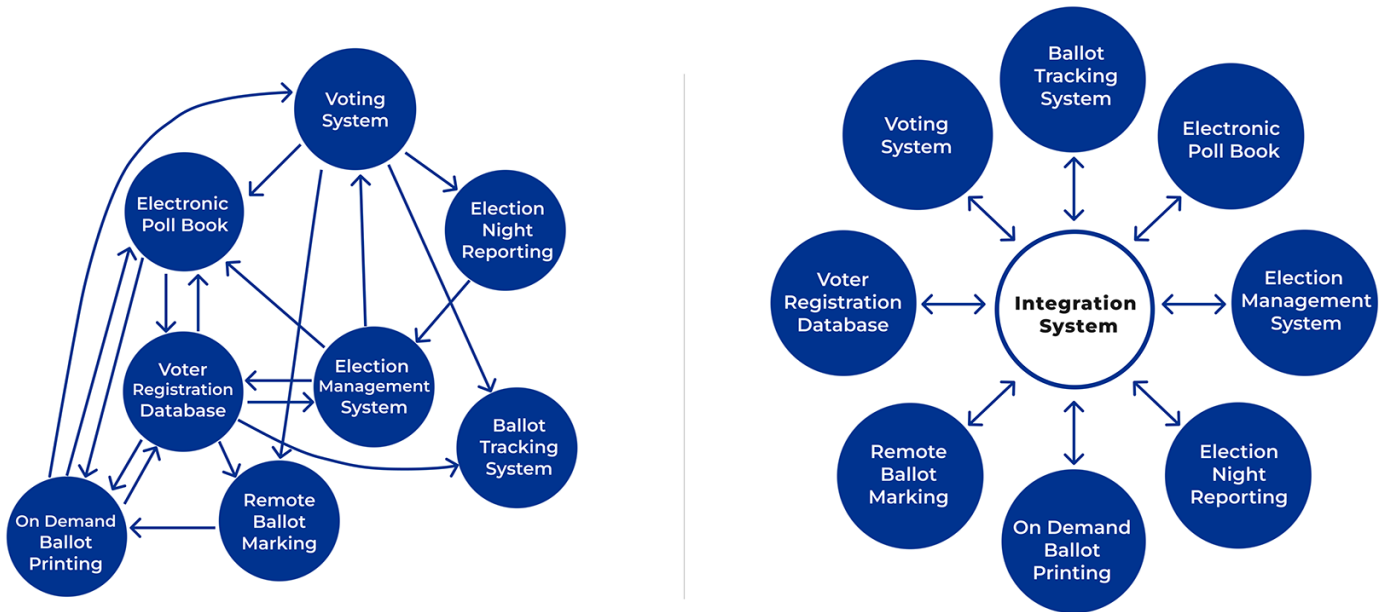 Voting
System
Electronic
Poll Book
Election
Night
Reporting
Voter
Registration
Database
Election
Management
System
Ballot
Tracking
System
On Demand
Ballot
Printing
Remote
Ballot
Marking
Ballot
Tracking
System
Voting
System
Electronic
Poll Book
Voter
Registration
Database
Integration
System
Election
Management
System
Remote
Ballot
Marking
Election
Night
Reporting
On Demand
Ballot
Printing